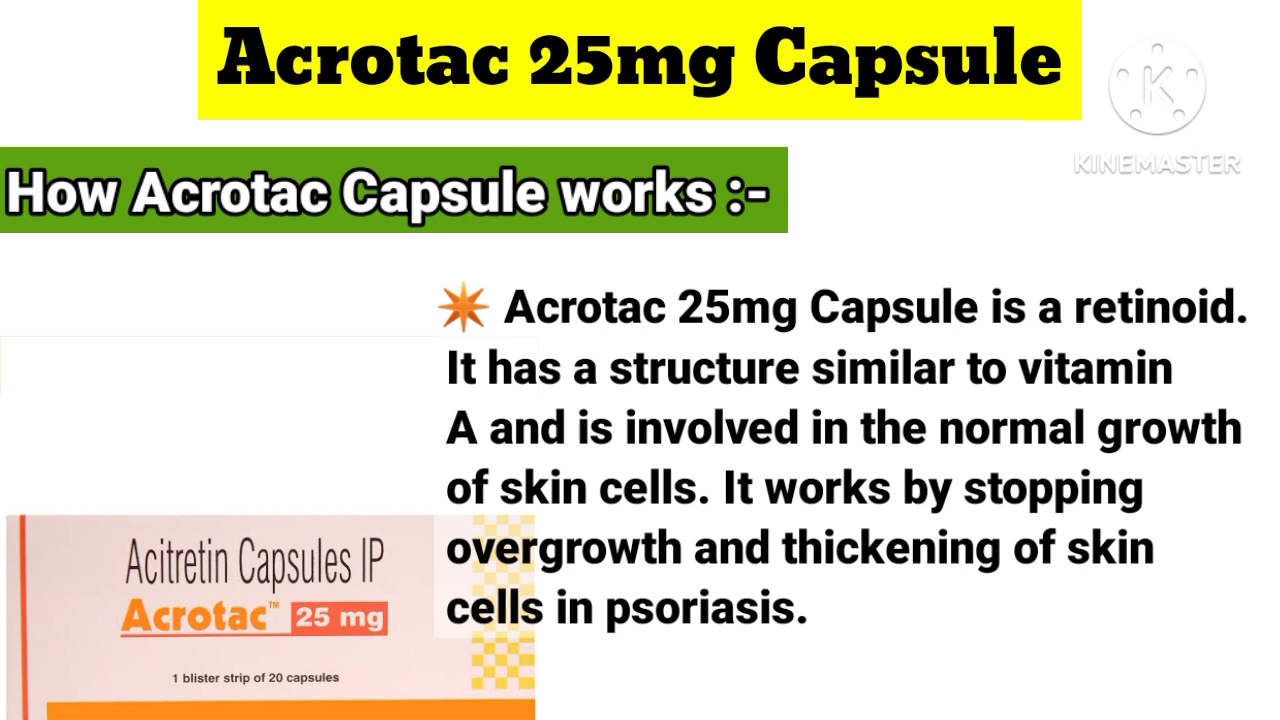 Acrotac 25mg Capsule
K
KINEMASTER
How Acrotac Capsule works :-
Acrotac 25mg Capsule is a retinoid.
It has a structure similar to vitamin
A and is involved in the normal growth
of skin cells. It works by stopping
overgrowth and thickening of skin
cells in psoriasis.
Acitretin Capsules IP
Acrotac™ 25 mg
1 blister strip of 20 capsules